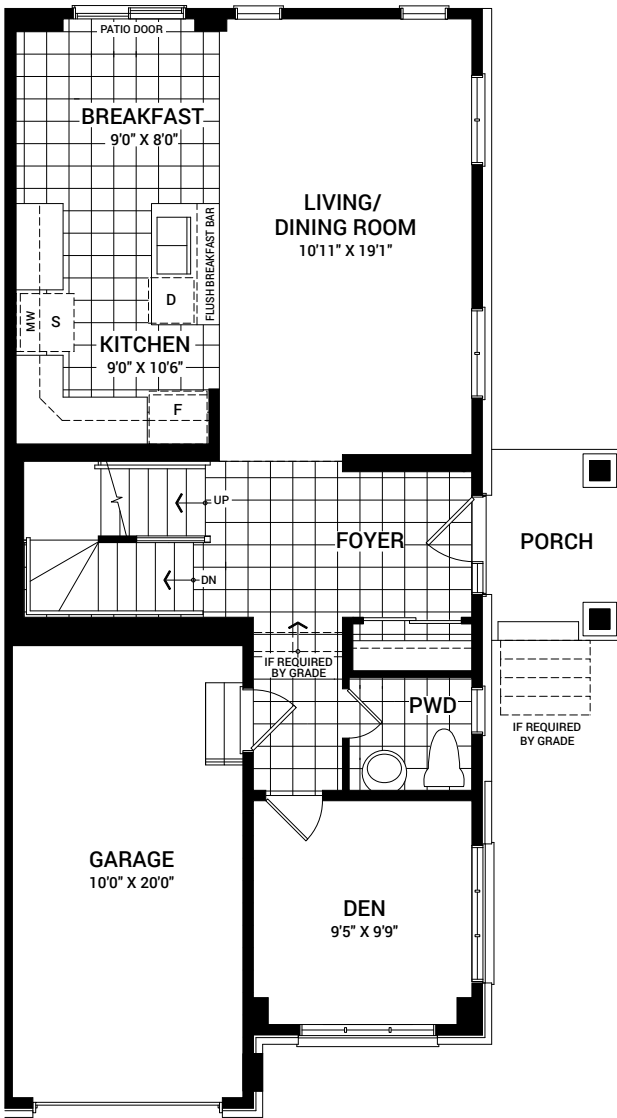 PATIO DOOR
BREAKFAST
9'0" X 8'0"
LIVING/
DINING ROOM
10'11" X 19'1"
FLUSH BREAKFAST BAR
D
MW
S
KITCHEN
9'0" X 10'6"
F
UP
FOYER
PORCH
DN
IF REQUIRED
BY GRADE
PWD
IF REQUIRED
BY GRADE
GARAGE
10'0" X 20'0"
DEN
9'5" X 9'9"